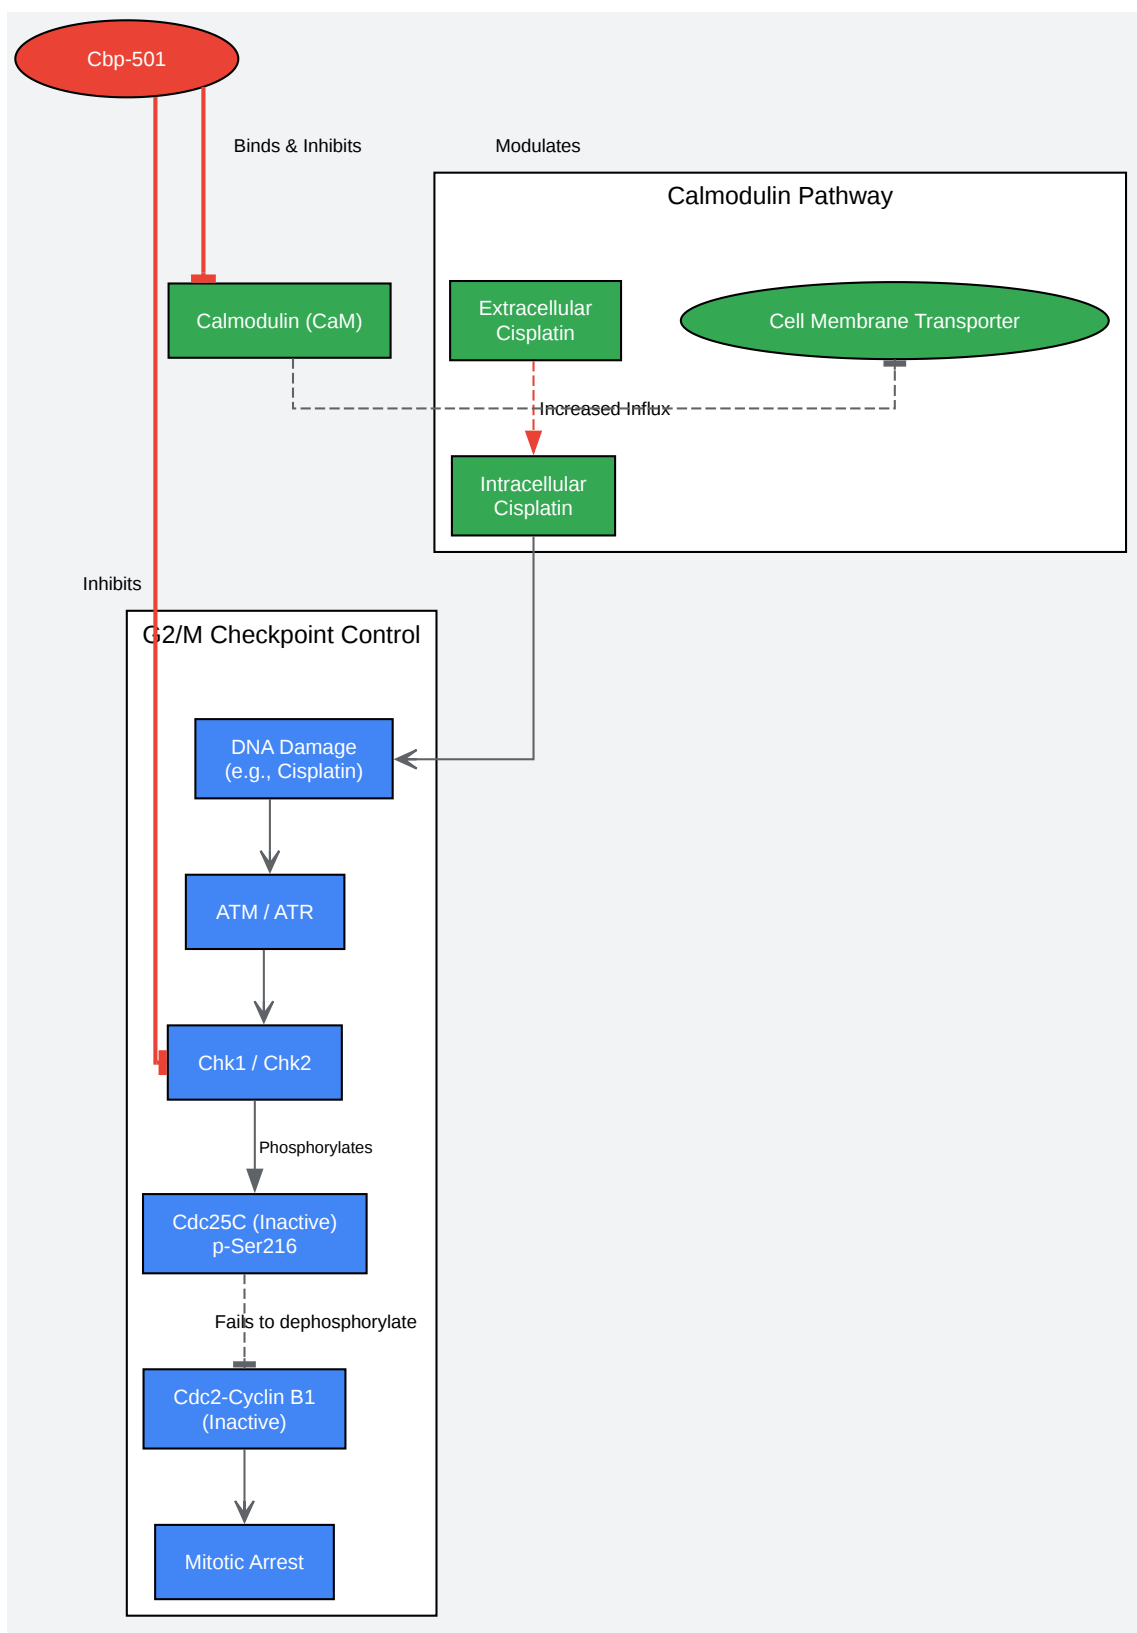 Cbp-501
Binds & Inhibits
Modulates
Calmodulin Pathway
Calmodulin (CaM)
Extracellular
Cisplatin
Cell Membrane Transporter
Increased Influx
Intracellular
Cisplatin
Inhibits
G2/M Checkpoint Control
DNA Damage
(e.g., Cisplatin)
ATM / ATR
Chk1 / Chk2
Phosphorylates
Cdc25C (Inactive)
p-Ser216
Fails to dephosphorylate
Cdc2-Cyclin B1
(Inactive)
Mitotic Arrest